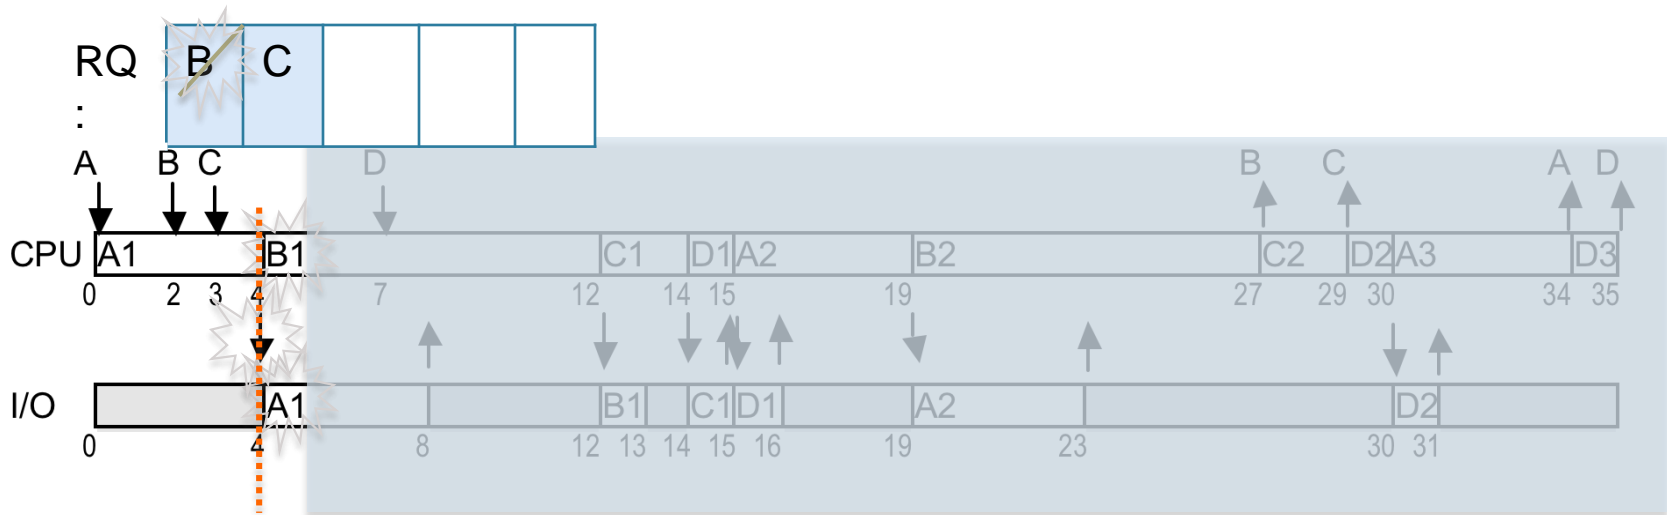 RQ B C
:
A B C D B C A D
CPU A1 B1 C1 D1 A2 B2 C2 D2 A3 D3
0 2 3 4 7 12 14 15 19 27 29 30 34 35
I/O A1 B1 C1 D1 A2 D2
0 4 8 12 13 14 15 16 19 23 30 31